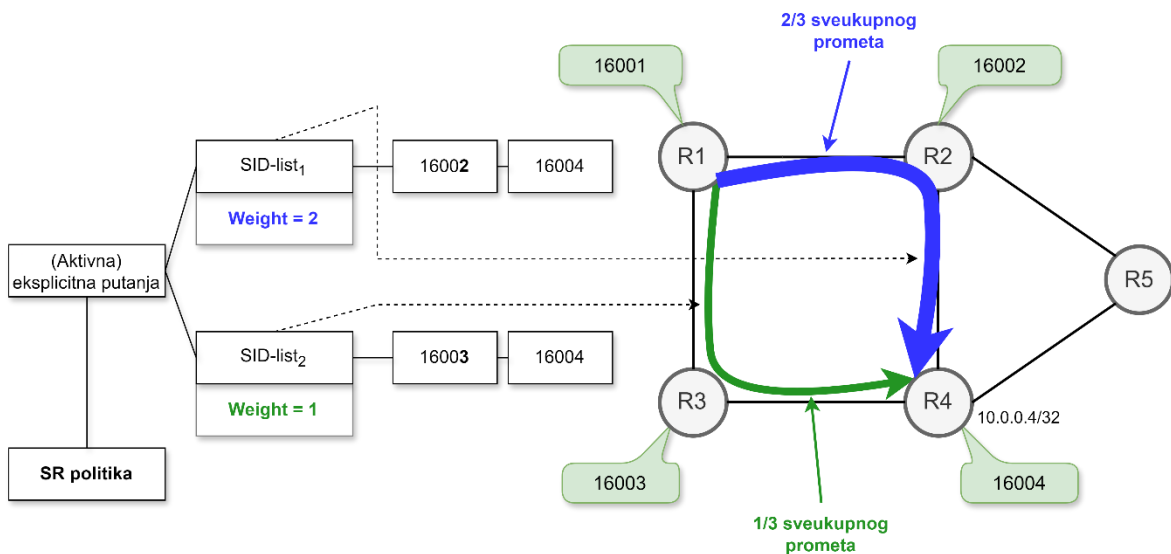 2/3 sveukupnog
prometa
16001
16002
SID-list₁
16002
16004
R1
R2
Weight = 2
(Aktivna)
eksplicitna putanja
R5
SID-list₂
16003
16004
R3
R4
Weight = 1
10.0.0.4/32
SR politika
16003
16004
1/3 sveukupnog
prometa